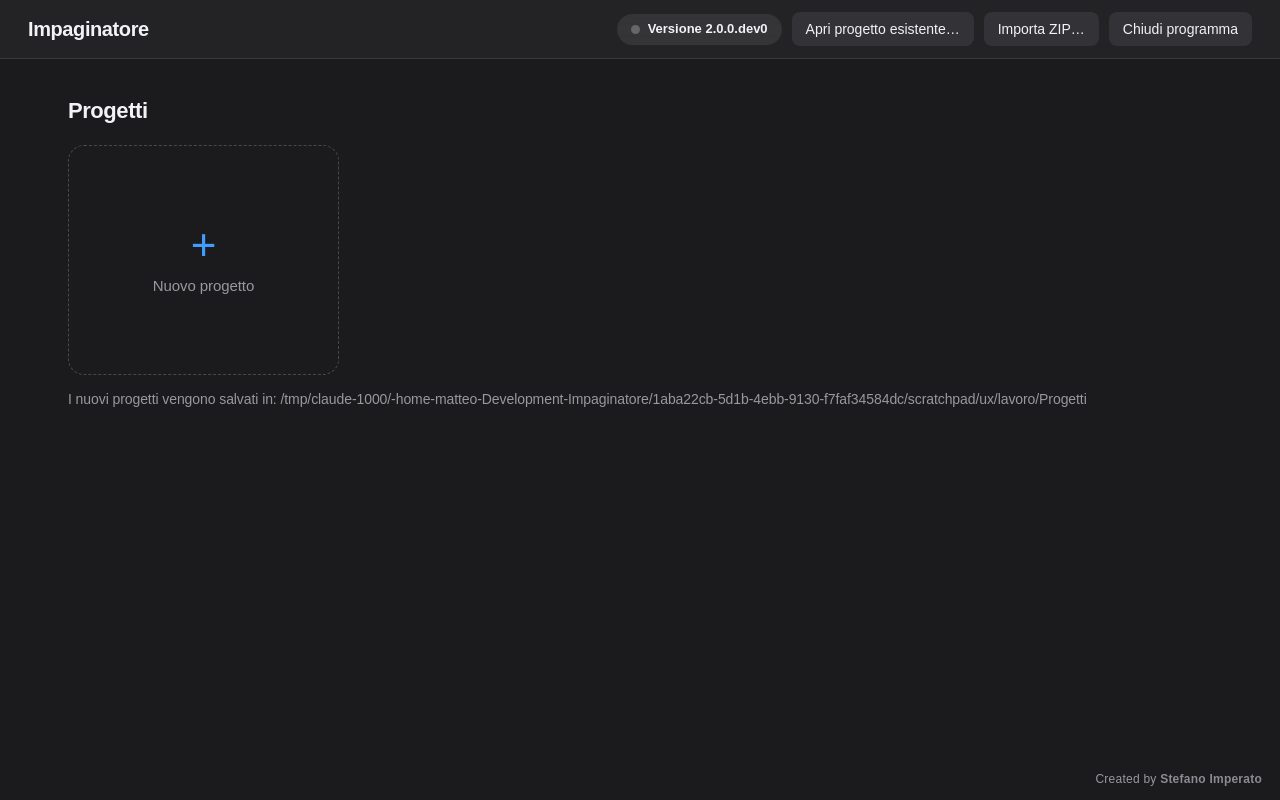 Impaginatore
Versione 2.0.0.dev0
Apri progetto esistente…
Importa ZIP…
Chiudi programma
Progetti
+
Nuovo progetto
I nuovi progetti vengono salvati in: /tmp/claude-1000/-home-matteo-Development-Impaginatore/1aba22cb-5d1b-4ebb-9130-f7faf34584dc/scratchpad/ux/lavoro/Progetti
Created by Stefano Imperato